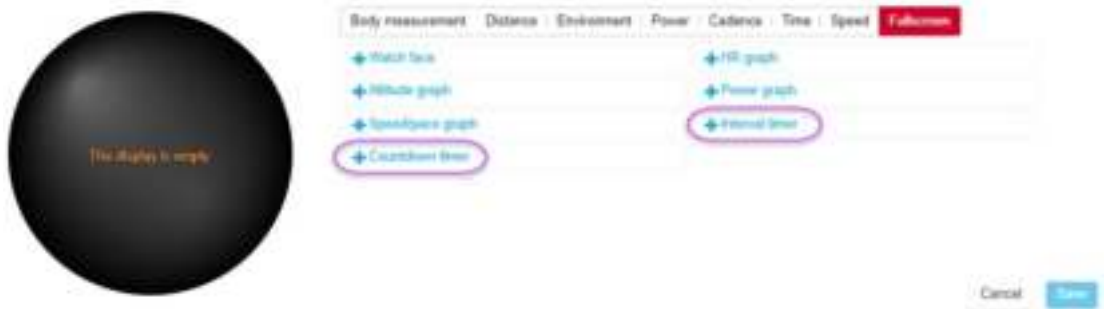 Body measurement Distance Environment Power Cadence Time Speed Fullscreen
Watch face
HR graph
Altitude graph
Power graph
Speed/pace graph
Interval timer
Countdown timer
The display is empty
Cancel Save